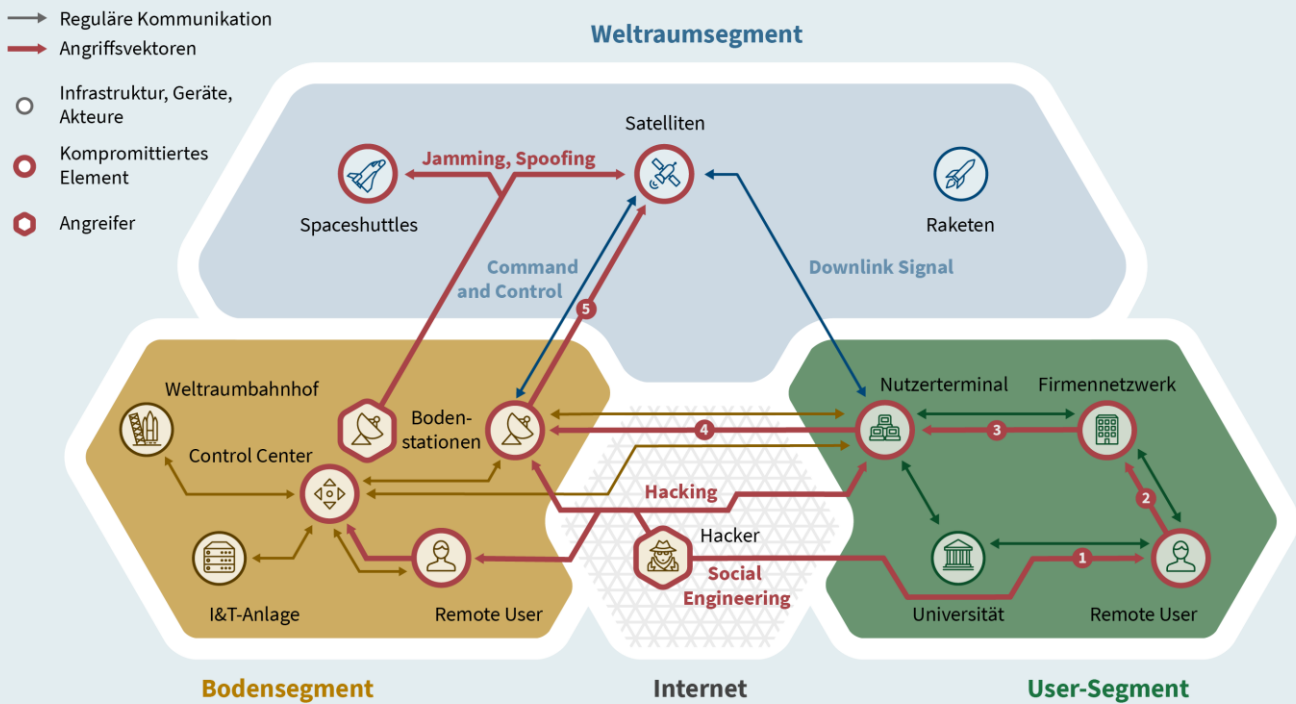 Reguläre Kommunikation
Angriffsvektoren
Infrastruktur, Geräte,
Akteure
Kompromittiertes
Element
Angreifer
Weltraumsegment
Satelliten
Jamming, Spoofing
Spaceshuttles
Raketen
Command
and Control
Downlink Signal
5
Weltraumbahnhof
Boden-
stationen
Control Center
I&T-Anlage
Remote User
Nutzerterminal
Firmennetzwerk
4
3
2
Hacking
Hacker
Social
Engineering
1
Universität
Remote User
Bodensegment
Internet
User-Segment